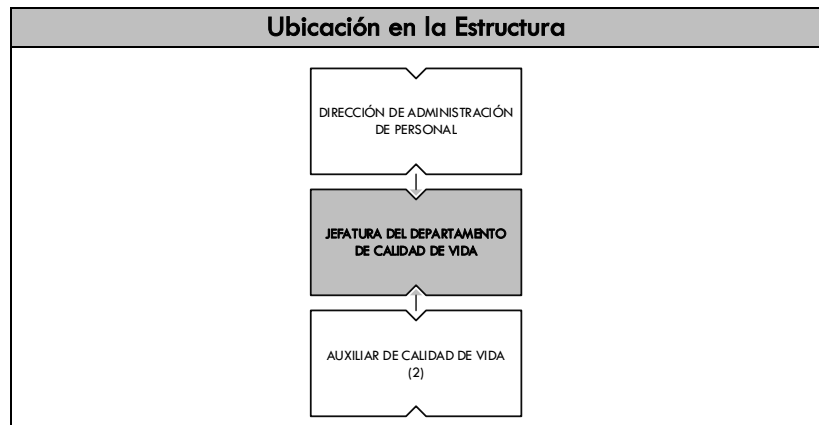 Ubicación en la Estructura
DIRECCIÓN DE ADMINISTRACIÓN
DE PERSONAL
JEFATURA DEL DEPARTAMENTO
DE CALIDAD DE VIDA
AUXILIAR DE CALIDAD DE VIDA
(2)